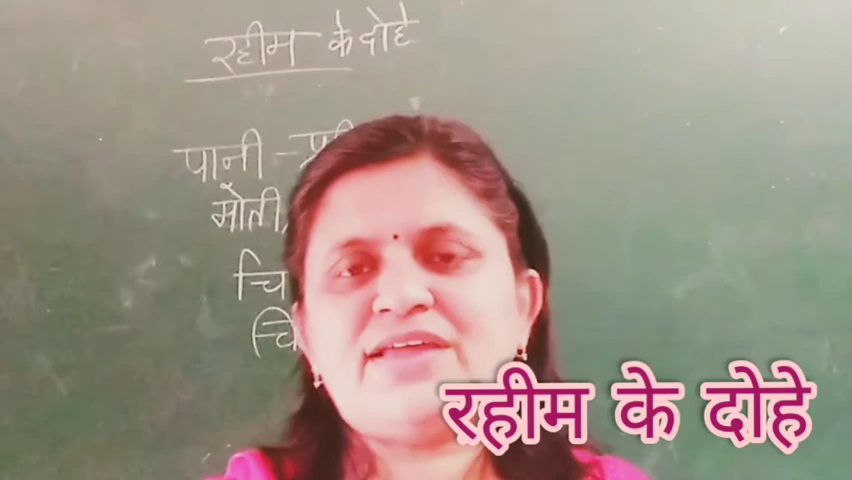 रहीम के दोहे
पानी –
मोती,
रहीम के दोहे